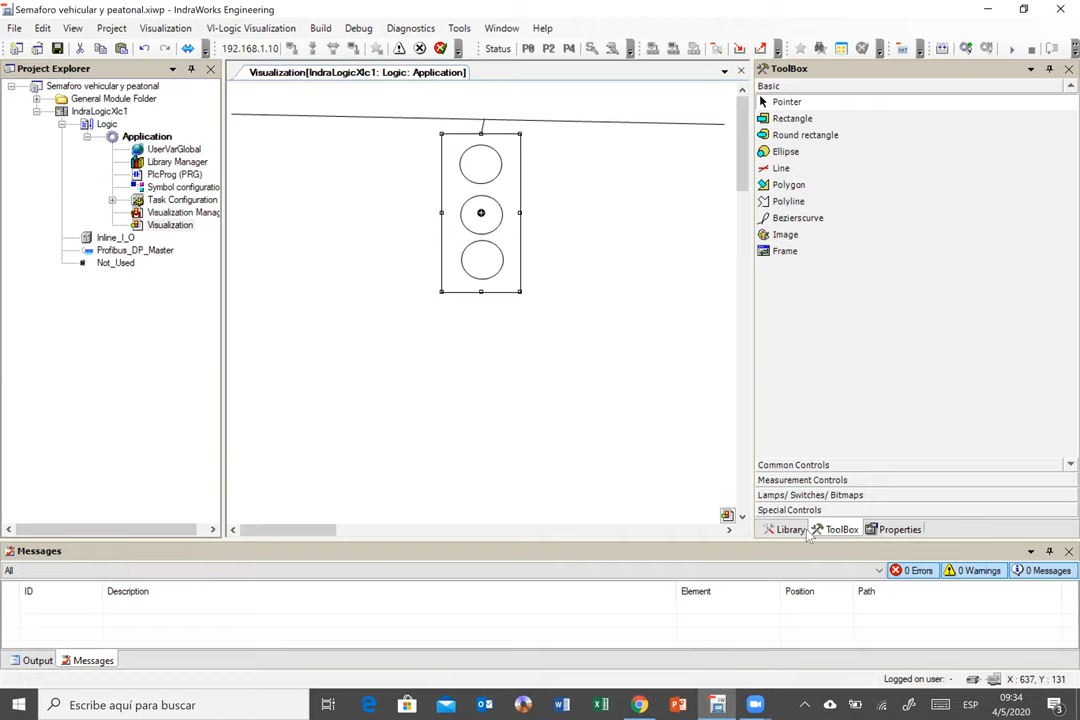 Semaforo vehicular y peatonal.xiwp - IndraWorks Engineering
File Edit View Project Visualization VI-Logic Visualization Build Debug Diagnostics Tools Window Help
192.168.1.10 Status P0 P2 P4
Project Explorer
Visualization[IndraLogicXlc1: Logic: Application]
ToolBox
Semaforo vehicular y peatonal
General Module Folder
IndraLogicXlc1
Logic
Application
UserVarGlobal
Library Manager
PlcProg (PRG)
Symbol configuratio
Task Configuration
Visualization Manag
Visualization
Inline_I_O
Profibus_DP_Master
Not_Used
Basic
Pointer
Rectangle
Round rectangle
Ellipse
Line
Polygon
Polyline
Bezierscurve
Image
Frame
Common Controls
Measurement Controls
Lamps/ Switches/ Bitmaps
Special Controls
Library ToolBox Properties
Messages
All
0 Errors 0 Warnings 0 Messages
ID Description Element Position Path
Output Messages
Logged on user: - X : 637, Y : 131
Escribe aquí para buscar
ESP
09:34
4/5/2020
3